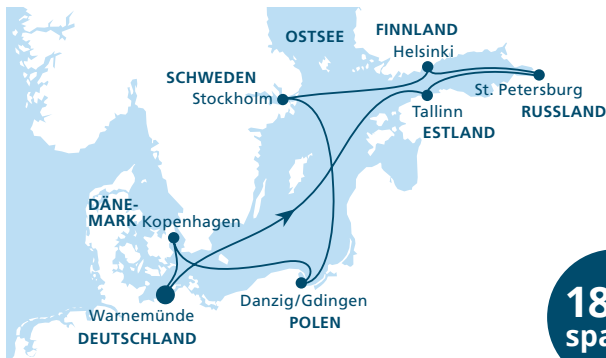 OSTSEE
FINNLAND
Helsinki
SCHWEDEN
Stockholm
St. Petersburg
RUSSLAND
Tallinn
ESTLAND
DÄNE-
MARK Kopenhagen
Warnemünde
DEUTSCHLAND
Danzig/Gdingen
POLEN
18
spa